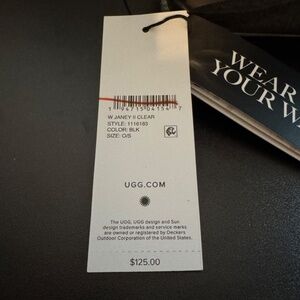 W JANEY II CLEAR
STYLE: 1116183
COLOR: BLK
SIZE: O/S
UGG.COM
The UGG, UGG design and Sun
design trademarks and service marks
are owned or registered by Deckers
Outdoor Corporation of the United States.
$125.00
WEAR
YOUR